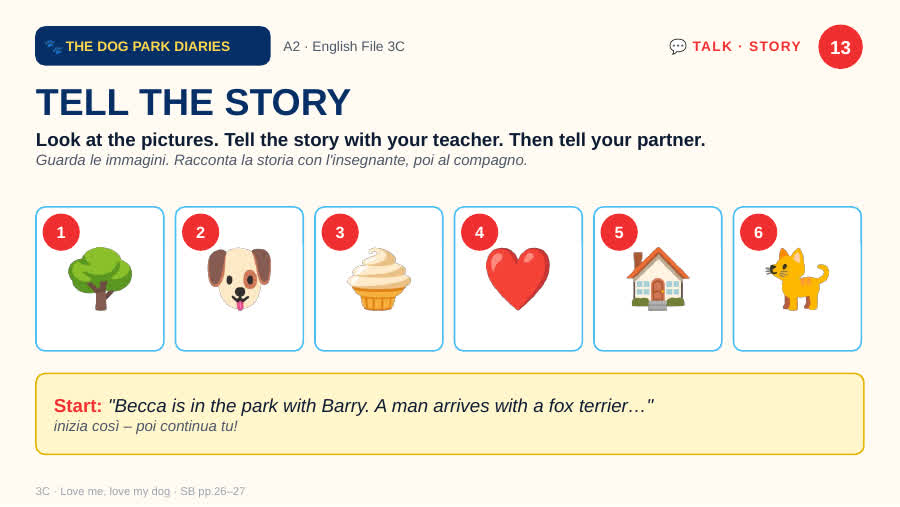 THE DOG PARK DIARIES
A2 · English File 3C
TALK · STORY
13
TELL THE STORY
Look at the pictures. Tell the story with your teacher. Then tell your partner.
Guarda le immagini. Racconta la storia con l'insegnante, poi al compagno.
1
2
3
4
5
6
Start: "Becca is in the park with Barry. A man arrives with a fox terrier…"
inizia così – poi continua tu!
3C · Love me, love my dog · SB pp.26–27